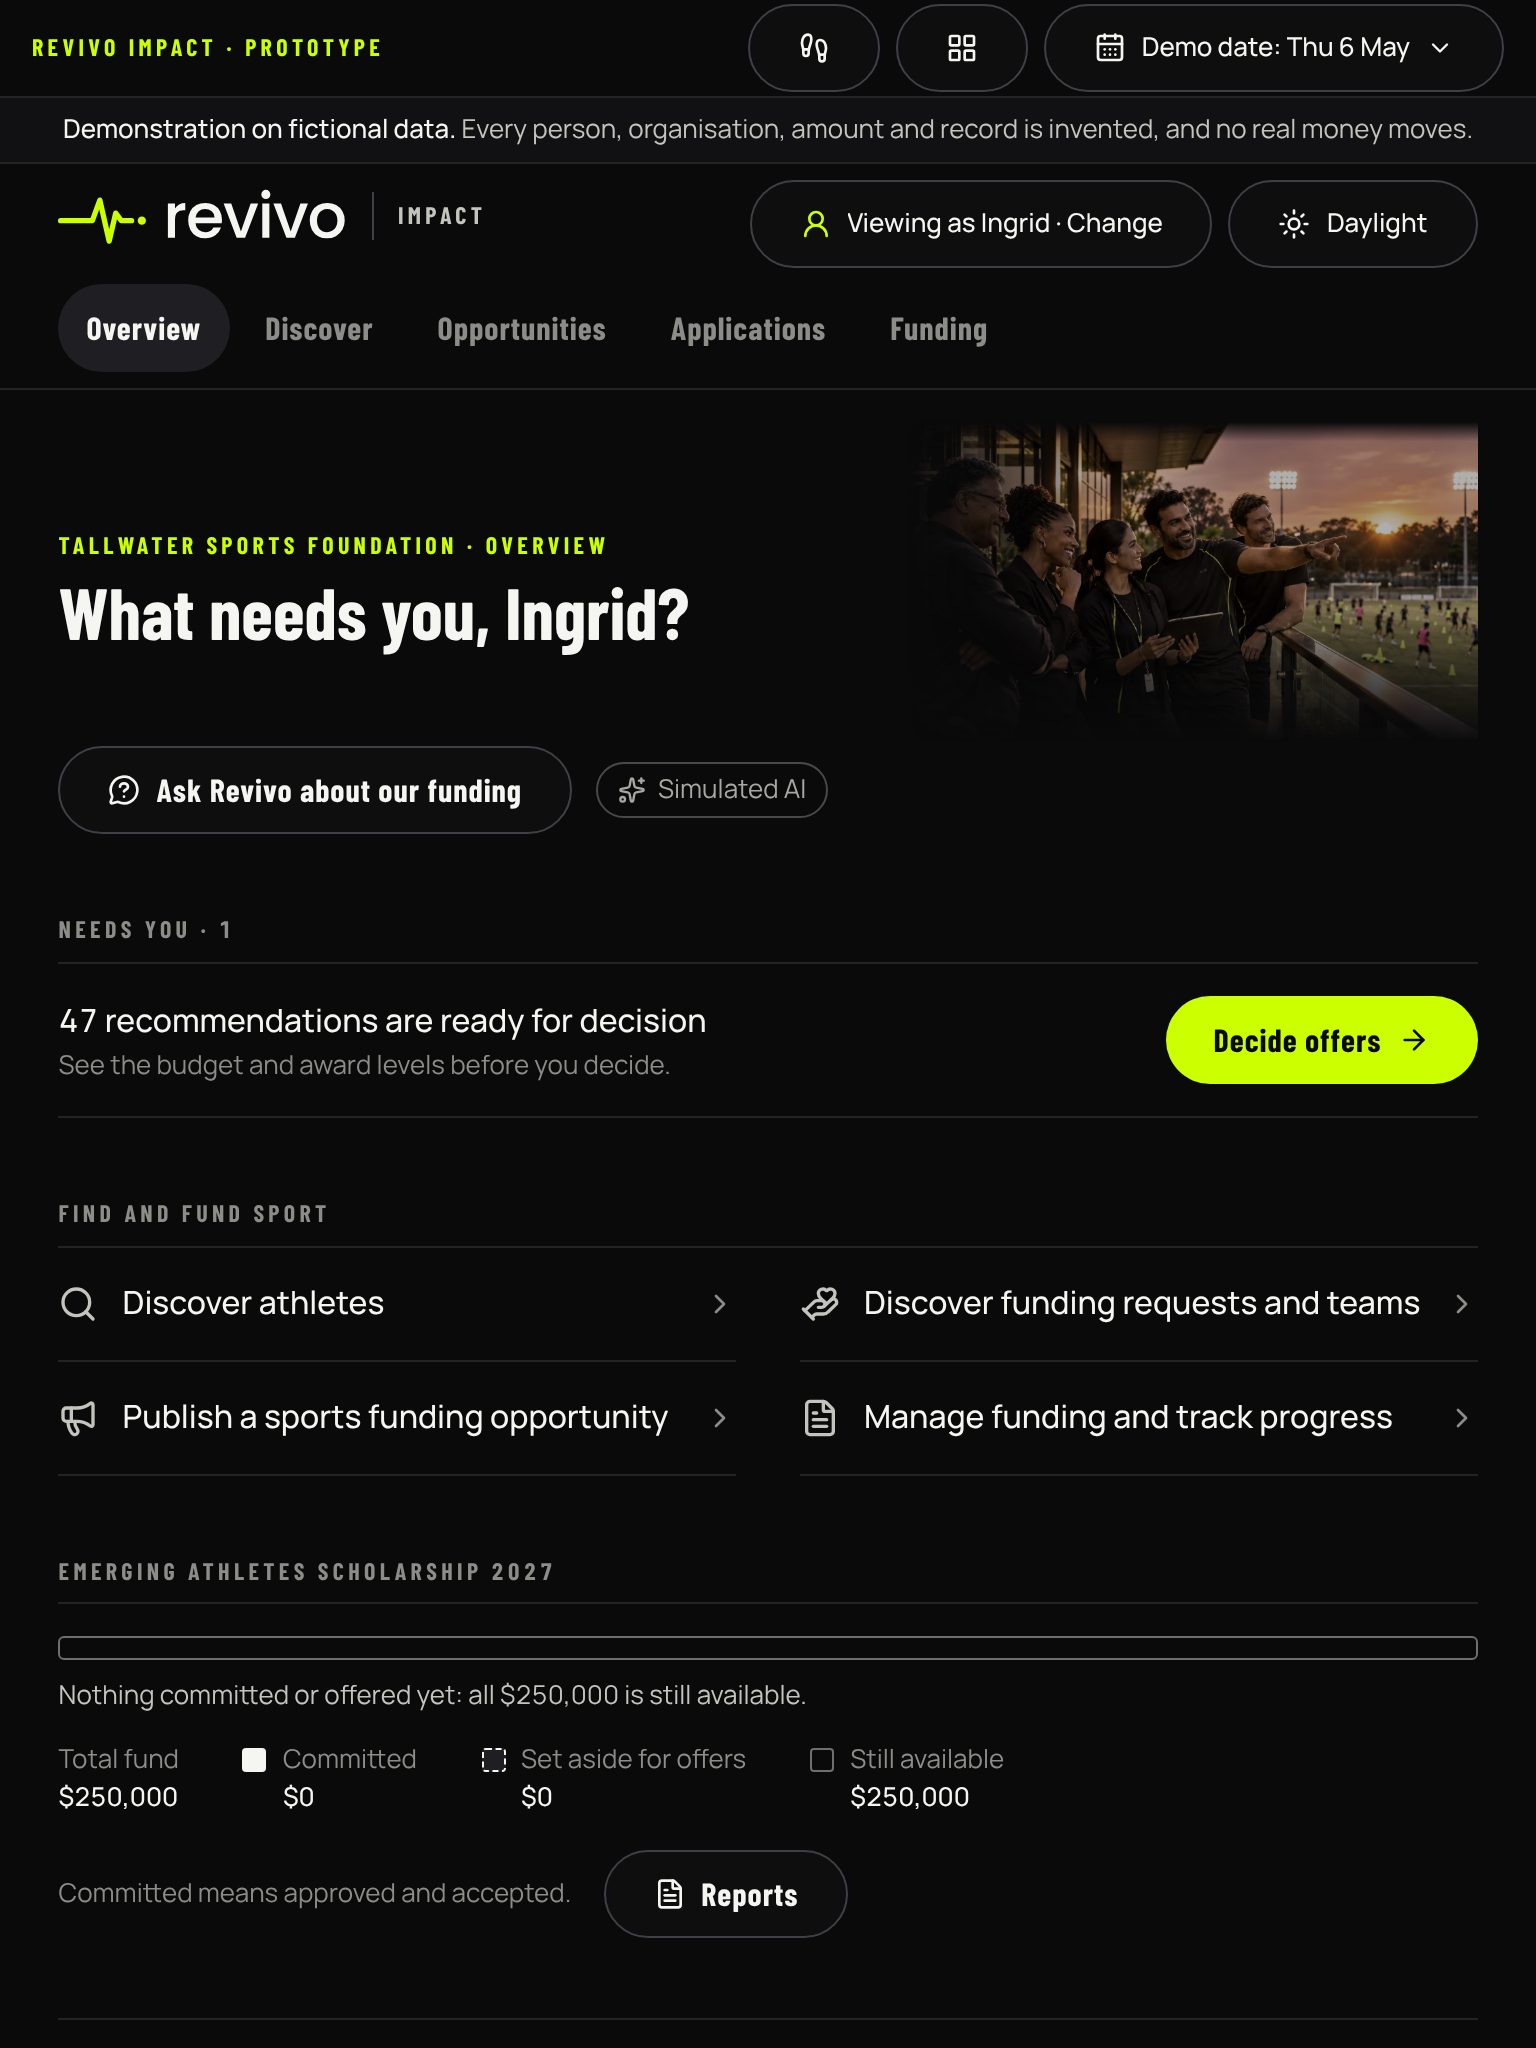 REVIVO IMPACT · PROTOTYPE
Demo date: Thu 6 May
Demonstration on fictional data. Every person, organisation, amount and record is invented, and no real money moves.
revivo IMPACT
Viewing as Ingrid · Change
Daylight
Overview Discover Opportunities Applications Funding
TALLWATER SPORTS FOUNDATION · OVERVIEW
What needs you, Ingrid?
Ask Revivo about our funding
Simulated AI
NEEDS YOU · 1
47 recommendations are ready for decision
See the budget and award levels before you decide.
Decide offers
FIND AND FUND SPORT
Discover athletes
Discover funding requests and teams
Publish a sports funding opportunity
Manage funding and track progress
EMERGING ATHLETES SCHOLARSHIP 2027
Nothing committed or offered yet: all $250,000 is still available.
Total fund Committed Set aside for offers Still available
$250,000 $0 $0 $250,000
Committed means approved and accepted.
Reports